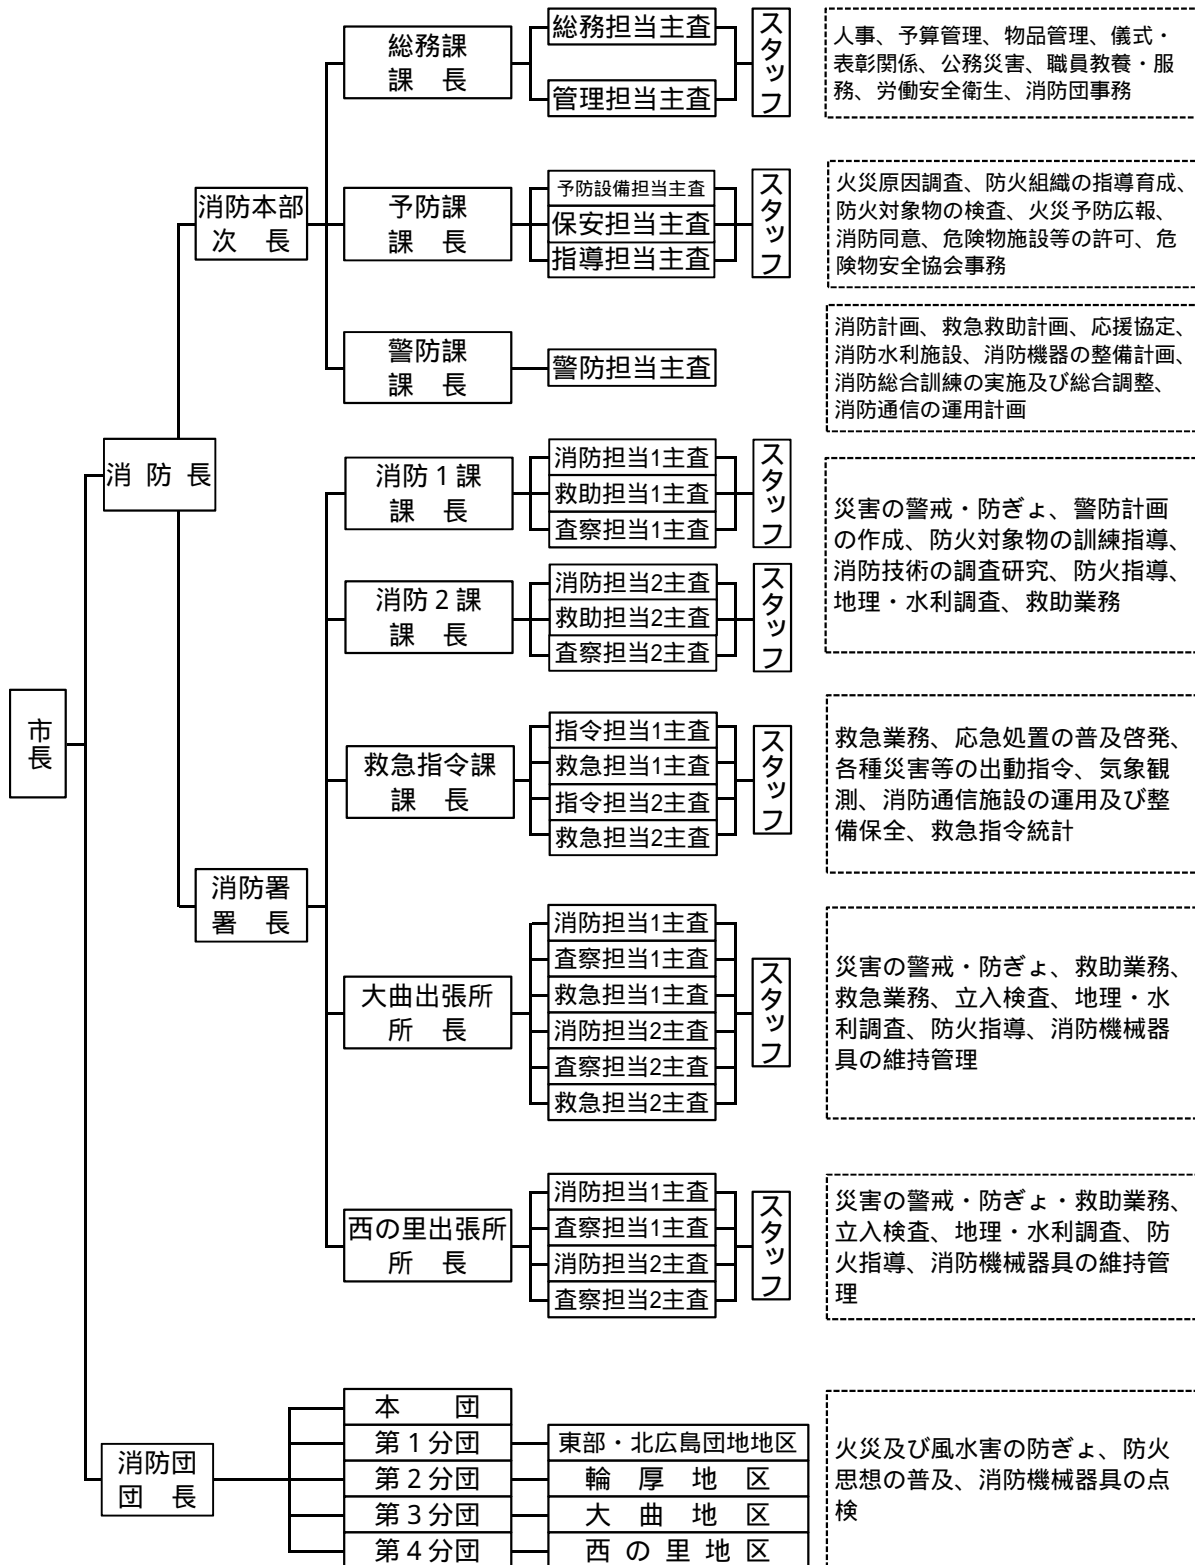 市長
消 防 長
消防本部
次　長
総務課
課　長
総務担当主査
管理担当主査
スタッフ
人事、予算管理、物品管理、儀式・
表彰関係、公務災害、職員教養・服
務、労働安全衛生、消防団事務
予防課
課　長
予防設備担当主査
保安担当主査
指導担当主査
スタッフ
火災原因調査、防火組織の指導育成、
防火対象物の検査、火災予防広報、
消防同意、危険物施設等の許可、危
険物安全協会事務
警防課
課　長
警防担当主査
消防計画、救急救助計画、応援協定、
消防水利施設、消防機器の整備計画、
消防総合訓練の実施及び総合調整、
消防通信の運用計画
消防署
署　長
消防１課
課　長
消防担当1主査
救助担当1主査
査察担当1主査
スタッフ
消防２課
課　長
消防担当2主査
救助担当2主査
査察担当2主査
スタッフ
災害の警戒・防ぎょ、警防計画
の作成、防火対象物の訓練指導、
消防技術の調査研究、防火指導、
地理・水利調査、救助業務
救急指令課
課　長
指令担当1主査
救急担当1主査
指令担当2主査
救急担当2主査
スタッフ
救急業務、応急処置の普及啓発、
各種災害等の出動指令、気象観
測、消防通信施設の運用及び整
備保全、救急指令統計
大曲出張所
所　長
消防担当1主査
査察担当1主査
救急担当1主査
消防担当2主査
査察担当2主査
救急担当2主査
スタッフ
災害の警戒・防ぎょ、救助業務、
救急業務、立入検査、地理・水
利調査、防火指導、消防機械器
具の維持管理
西の里出張所
所　長
消防担当1主査
査察担当1主査
消防担当2主査
査察担当2主査
スタッフ
災害の警戒・防ぎょ・救助業務、
立入検査、地理・水利調査、防
火指導、消防機械器具の維持管
理
消防団
団　長
本　　団
第１分団
東部・北広島団地地区
第２分団
輪　厚　地　区
第３分団
大　曲　地　区
第４分団
西 の 里 地 区
火災及び風水害の防ぎょ、防火
思想の普及、消防機械器具の点
検